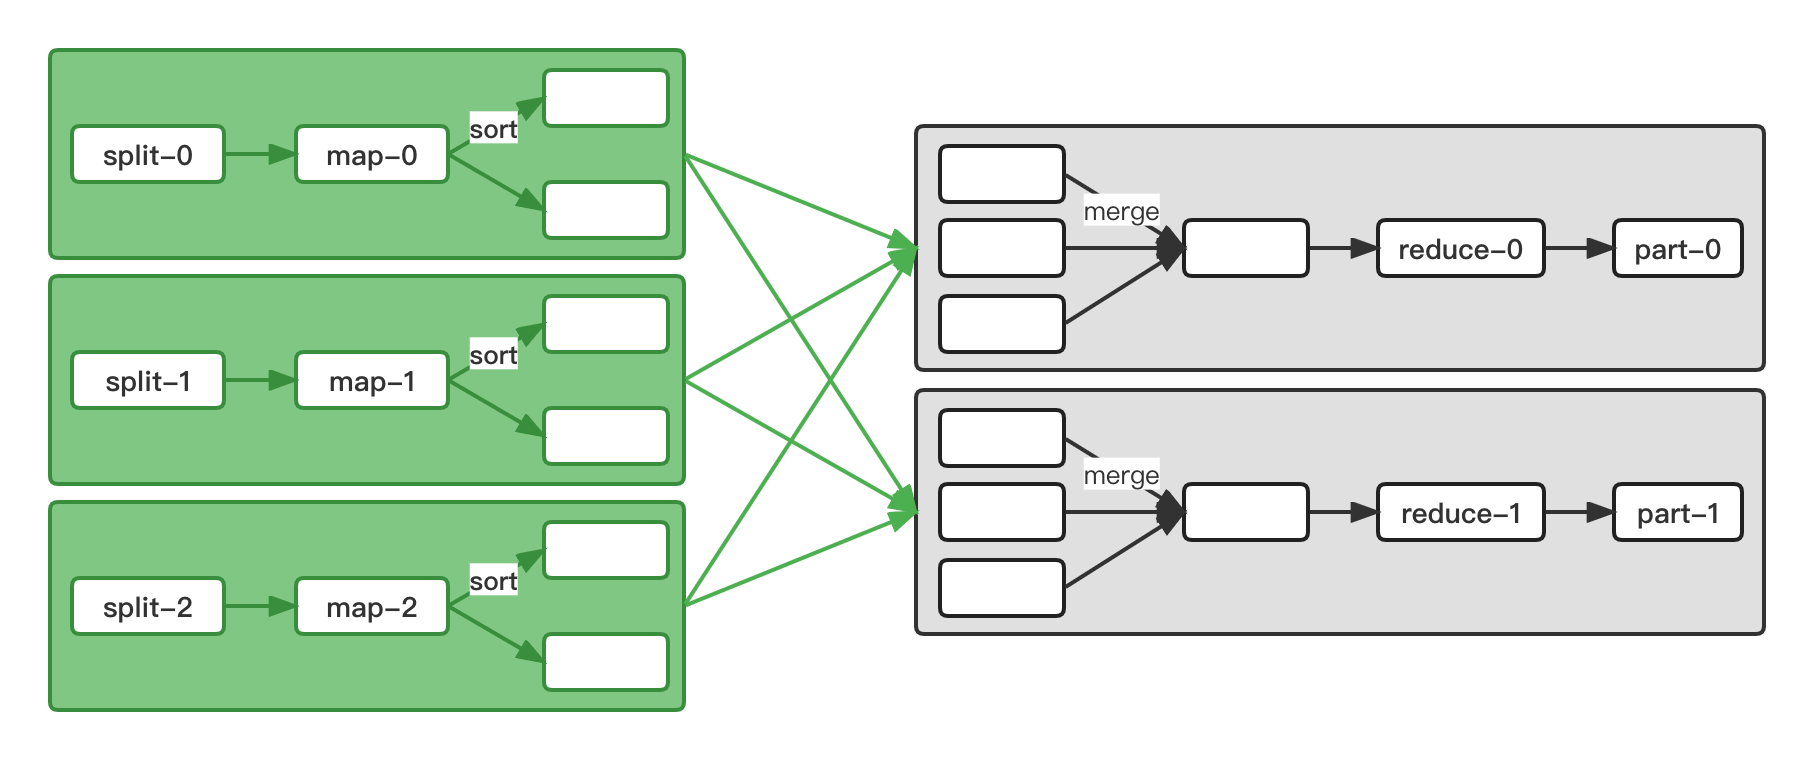 split-0
map-0
sort
split-1
map-1
sort
split-2
map-2
sort
merge
reduce-0
part-0
merge
reduce-1
part-1